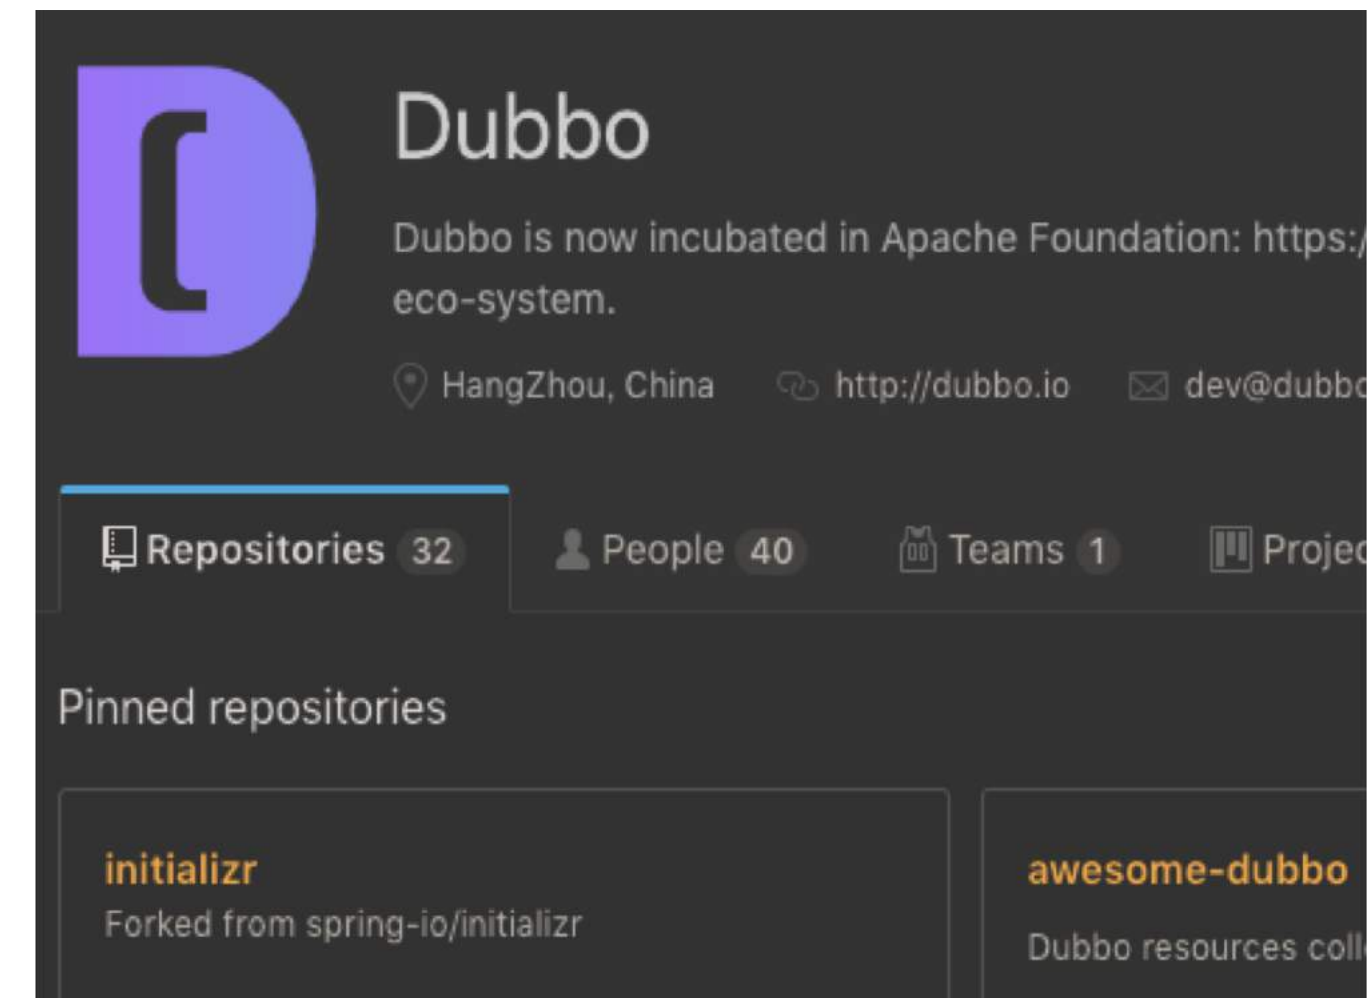 Dubbo
Dubbo is now incubated in Apache Foundation: https:/
eco-system.
HangZhou, China http://dubbo.io dev@dubbo
Repositories 32 People 40 Teams 1 Projec
Pinned repositories
initializr
Forked from spring-io/initializr
awesome-dubbo
Dubbo resources coll